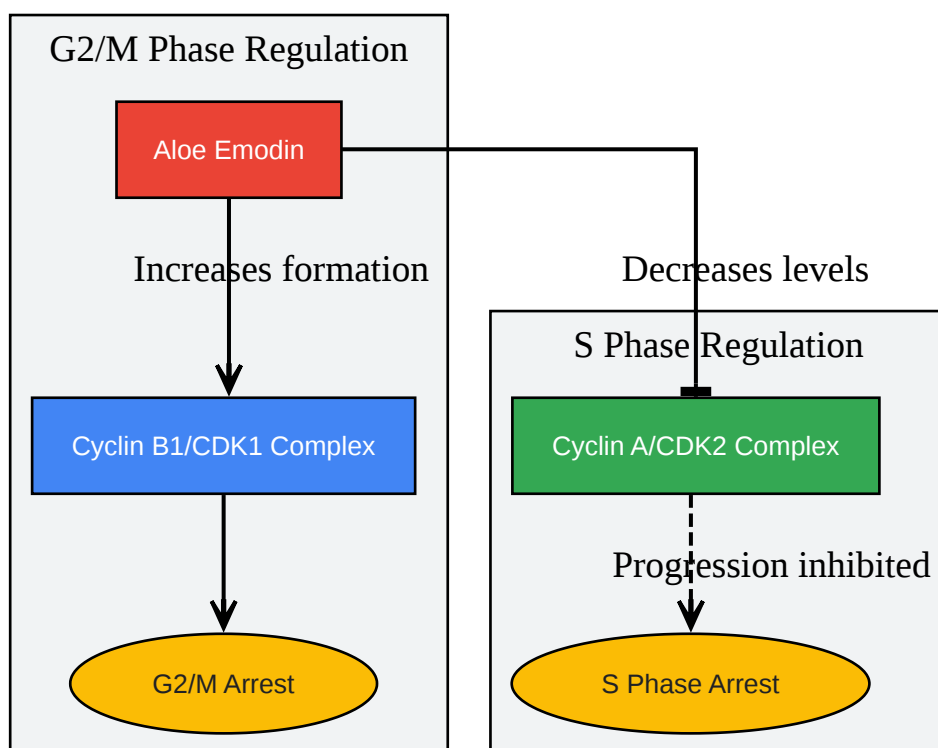 G2/M Phase Regulation
Aloe Emodin
Increases formation
Decreases levels
S Phase Regulation
Cyclin B1/CDK1 Complex
Cyclin A/CDK2 Complex
Progression inhibited
G2/M Arrest
S Phase Arrest